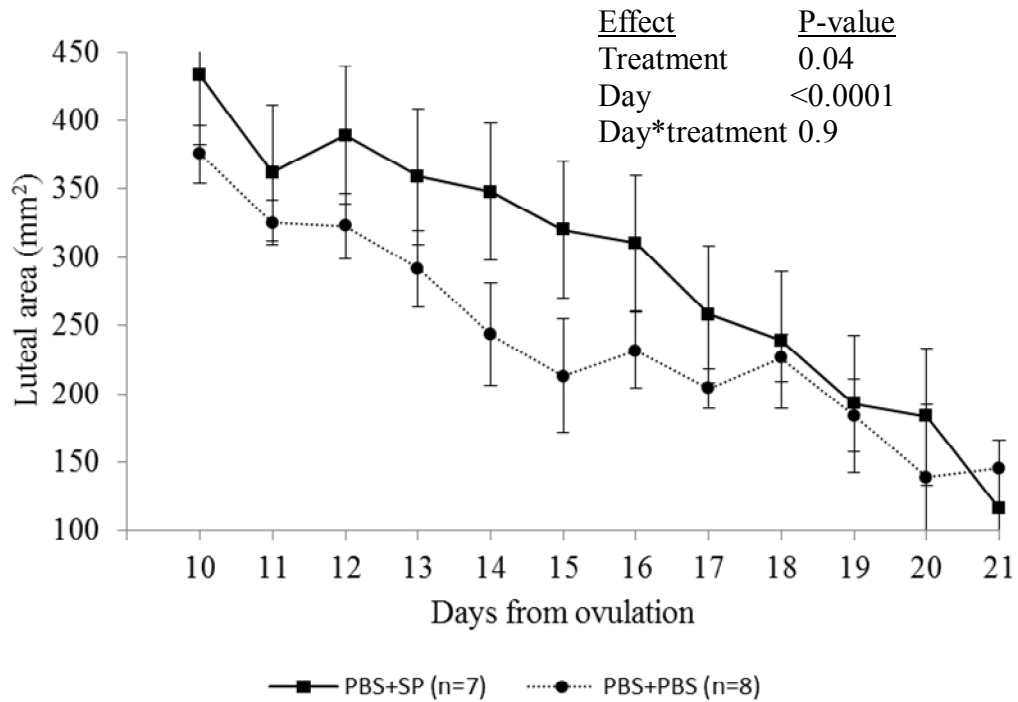 Effect P-value
Treatment 0.04
Day <0.0001
Day*treatment 0.9
450
400
350
300
250
200
150
100
Luteal area (mm²)
10 11 12 13 14 15 16 17 18 19 20 21
Days from ovulation
PBS+SP (n=7) PBS+PBS (n=8)